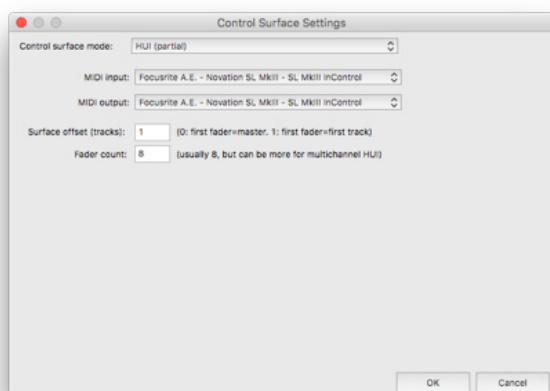 Control Surface Settings
Control surface mode: HUI (partial)
MIDI input: Focusrite A.E. - Novation SL MkIII - SL MkIII InControl
MIDI output: Focusrite A.E. - Novation SL MkIII - SL MkIII InControl
Surface offset (tracks): 1 (0: first fader=master, 1: first fader=first track)
Fader count: 8 (usually 8, but can be more for multichannel HUI)
OK Cancel